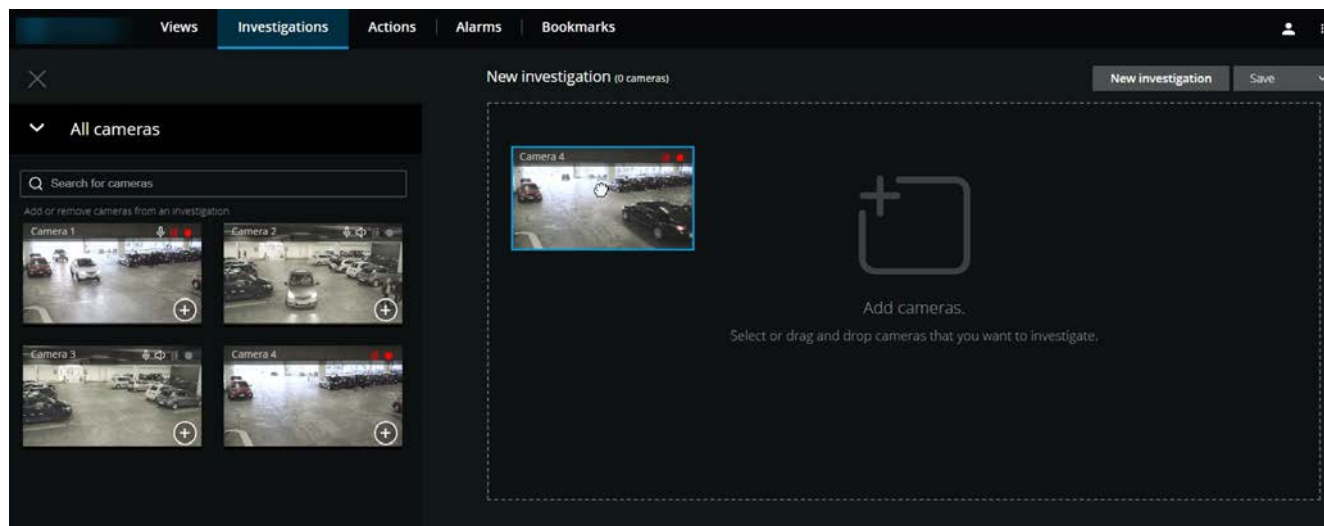 Views Investigations Actions Alarms Bookmarks
New investigation (0 cameras) New investigation Save
All cameras
Search for cameras
Add or remove cameras from an investigation
Camera 1
Camera 2
Camera 3
Camera 4
Camera 4
Add cameras.
Select or drag and drop cameras that you want to investigate.